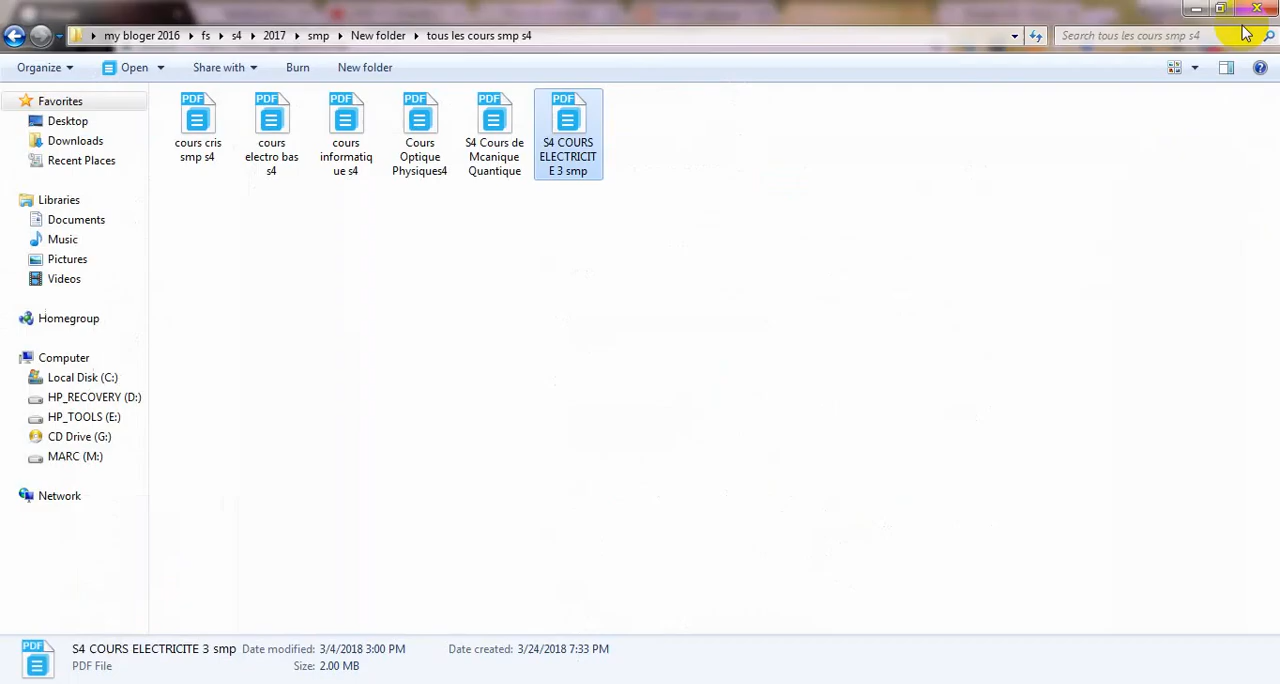 my bloger 2016 fs s4 2017 smp New folder tous les cours smp s4 Search tous les cours smp s4
Organize Open Share with Burn New folder
Favorites
Desktop
Downloads
Recent Places
Libraries
Documents
Music
Pictures
Videos
Homegroup
Computer
Local Disk (C:)
HP_RECOVERY (D:)
HP_TOOLS (E:)
CD Drive (G:)
MARC (M:)
Network
PDF
cours cris
smp s4
PDF
cours
electro bas
s4
PDF
cours
informatiq
ue s4
PDF
Cours
Optique
Physiques4
PDF
S4 Cours de
Mcanique
Quantique
PDF
S4 COURS
ELECTRICIT
E 3 smp
PDF
S4 COURS ELECTRICITE 3 smp Date modified: 3/4/2018 3:00 PM Date created: 3/24/2018 7:33 PM
PDF File Size: 2.00 MB